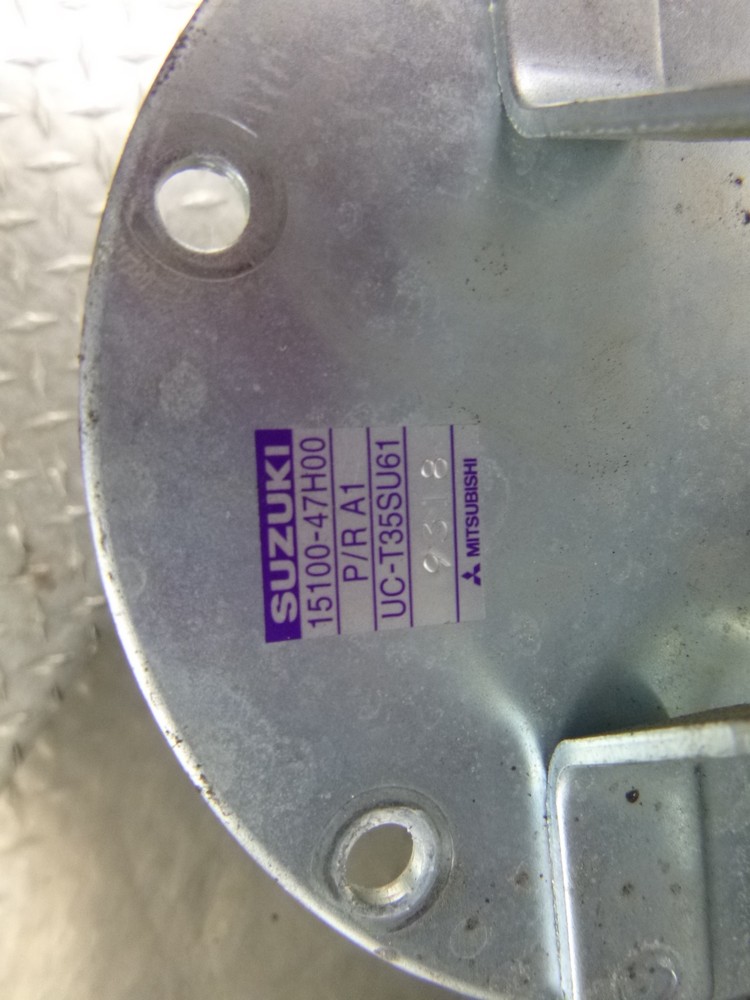 SUZUKI
15100-47H00
P/R A1
UC-T35SU61
9318
MITSUBISHI